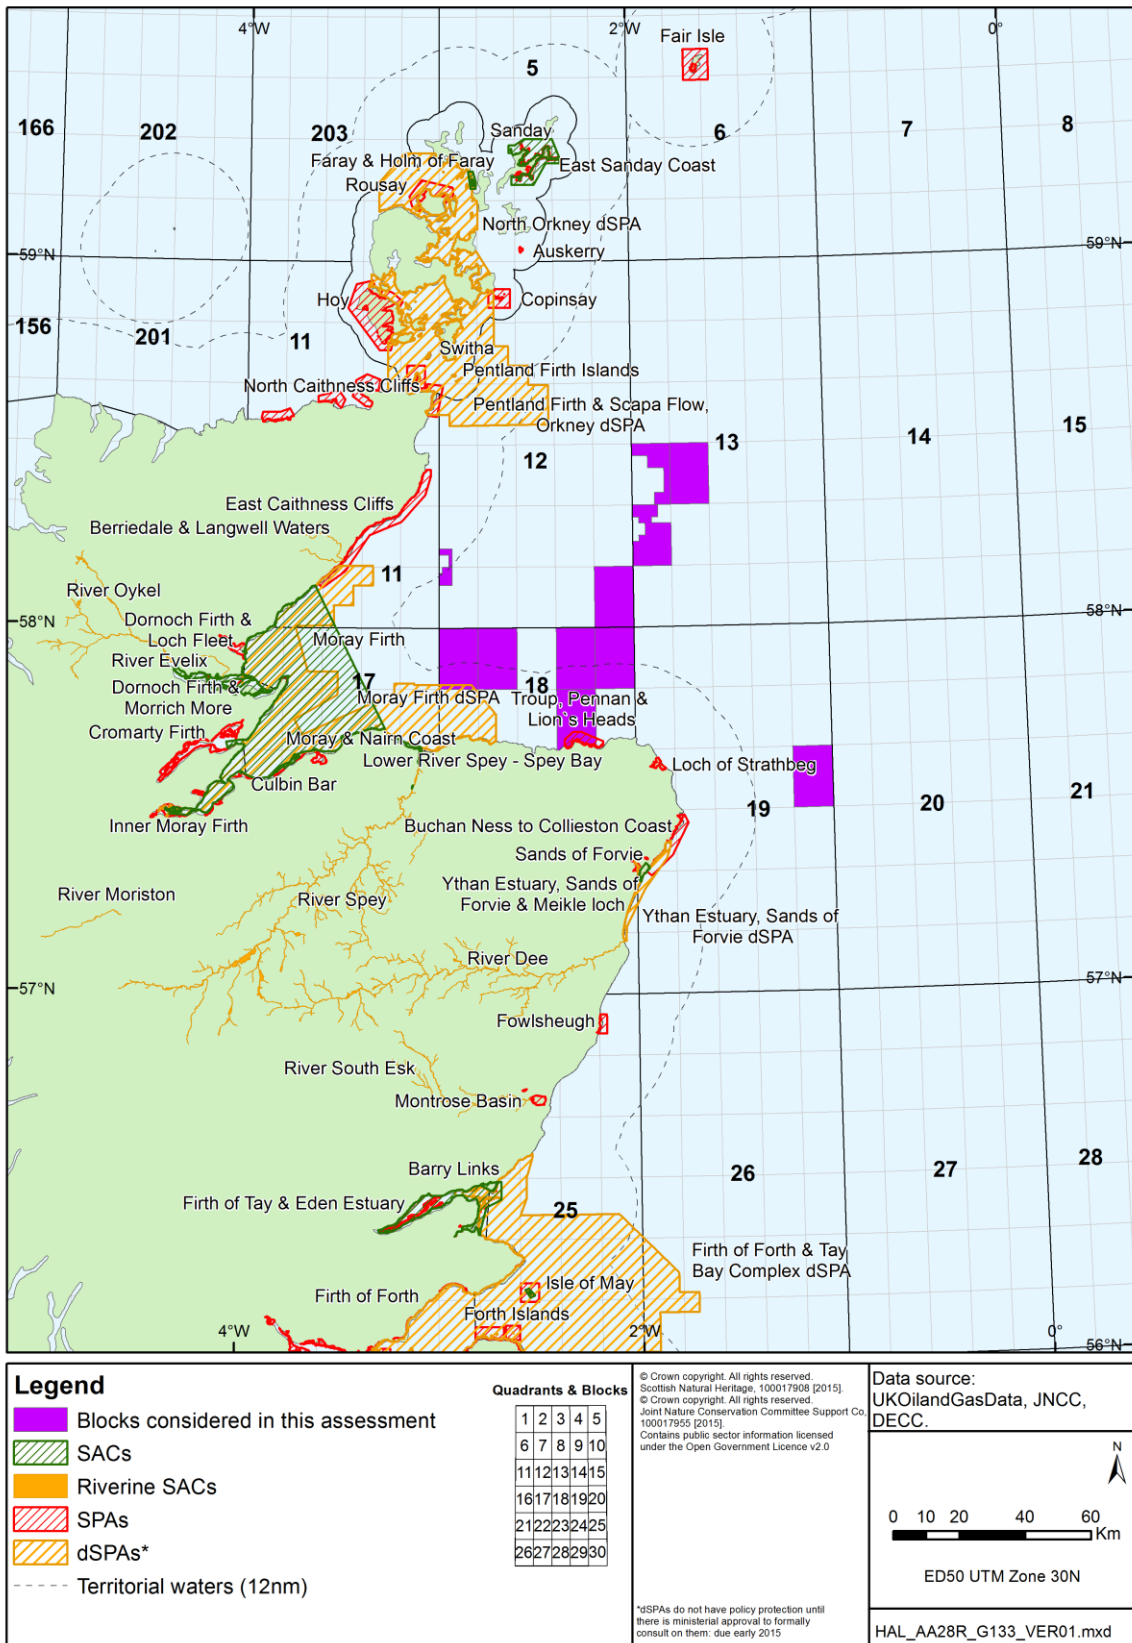 4°W
2°W
0°
Fair Isle
5
166
202
203
6
7
8
Sanday
Faray & Holm of Faray
East Sanday Coast
Rousay
North Orkney dSPA
59°N
Auskerry
59°N
Hoy
Copinsay
156
201
11
Switha
North Caithness Cliffs
Pentland Firth Islands
Pentland Firth & Scapa Flow,
Orkney dSPA
12
13
14
15
East Caithness Cliffs
Berriedale & Langwell Waters
River Oykel
11
58°N
58°N
Dornoch Firth &
Loch Fleet
Moray Firth
River Evelix
17
18
Dornoch Firth &
Morrich More
Moray Firth dSPA
Troup, Pennan &
Lion`s Heads
Cromarty Firth
Moray & Nairn Coast
Lower River Spey - Spey Bay
Loch of Strathbeg
Culbin Bar
19
20
21
Inner Moray Firth
Buchan Ness to Collieston Coast
Sands of Forvie
River Moriston
River Spey
Ythan Estuary, Sands of
Forvie & Meikle loch
Ythan Estuary, Sands of
Forvie dSPA
River Dee
57°N
57°N
Fowlsheugh
River South Esk
Montrose Basin
Barry Links
26
27
28
Firth of Tay & Eden Estuary
25
Firth of Forth & Tay
Bay Complex dSPA
Isle of May
Firth of Forth
Forth Islands
4°W
2°W
0°
56°N
Legend
Blocks considered in this assessment
SACs
Riverine SACs
SPAs
dSPAs*
Territorial waters (12nm)
Quadrants & Blocks
1 2 3 4 5
6 7 8 9 10
11 12 13 14 15
16 17 18 19 20
21 22 23 24 25
26 27 28 29 30
© Crown copyright. All rights reserved.
Scottish Natural Heritage, 100017908 [2015].
© Crown copyright. All rights reserved.
Joint Nature Conservation Committee Support Co,
100017955 [2015].
Contains public sector information licensed
under the Open Government Licence v2.0
*dSPAs do not have policy protection until
there is ministerial approval to formally
consult on them: due early 2015
Data source:
UKOilandGasData, JNCC,
DECC.
N
0 10 20 40 60
Km
ED50 UTM Zone 30N
HAL_AA28R_G133_VER01.mxd